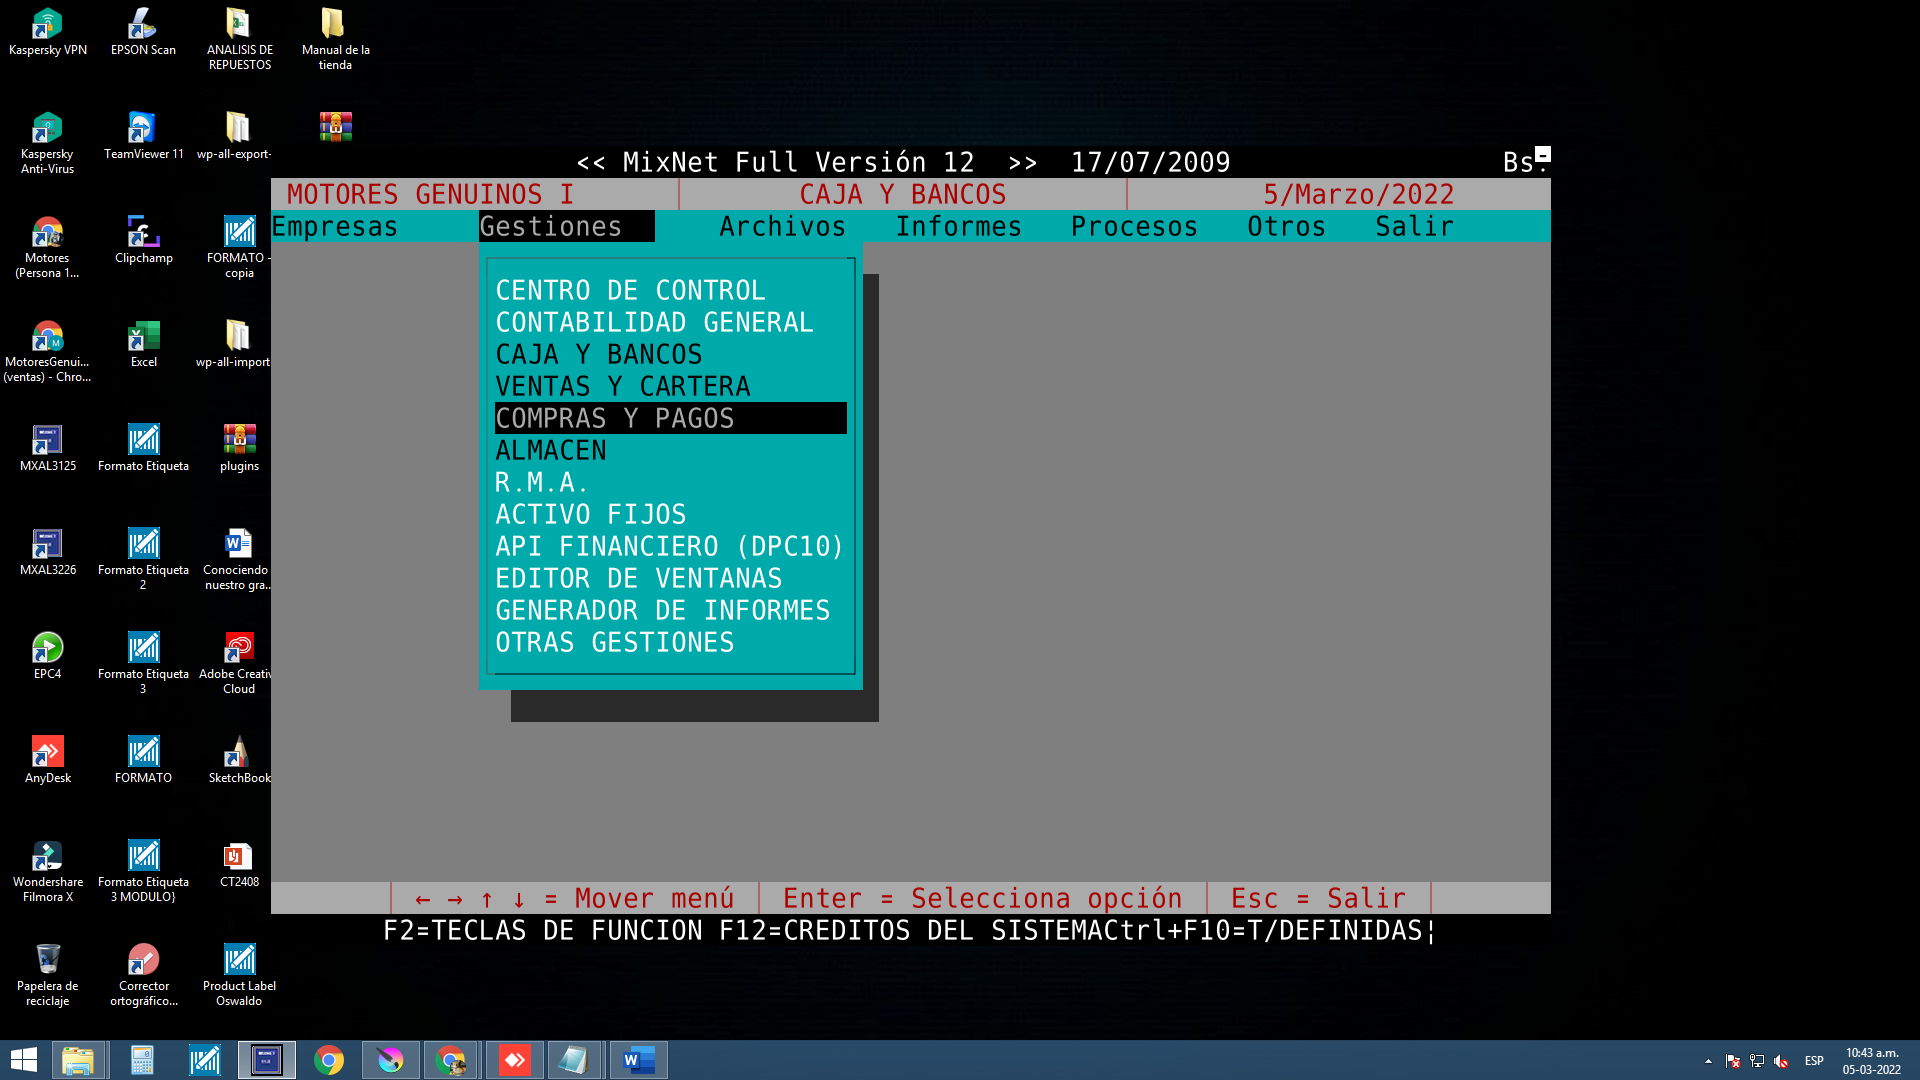 Kaspersky VPN
EPSON Scan
ANALISIS DE
REPUESTOS
Manual de la
tienda
Kaspersky
Anti-Virus
TeamViewer 11
wp-all-export-
<< MixNet Full Versión 12 >> 17/07/2009 Bs.
MOTORES GENUINOS I CAJA Y BANCOS 5/Marzo/2022
Empresas Gestiones Archivos Informes Procesos Otros Salir
CENTRO DE CONTROL
CONTABILIDAD GENERAL
CAJA Y BANCOS
VENTAS Y CARTERA
COMPRAS Y PAGOS
ALMACEN
R.M.A.
ACTIVO FIJOS
API FINANCIERO (DPC10)
EDITOR DE VENTANAS
GENERADOR DE INFORMES
OTRAS GESTIONES
← → ↑ ↓ = Mover menú Enter = Selecciona opción Esc = Salir
F2=TECLAS DE FUNCION F12=CREDITOS DEL SISTEMACtrl+F10=T/DEFINIDAS¦
Motores
(Persona 1...
Clipchamp
FORMATO -
copia
MotoresGenui...
(ventas) - Chro...
Excel
wp-all-import
MXAL3125
Formato Etiqueta
plugins
MXAL3226
Formato Etiqueta
2
Conociendo
nuestro gra..
EPC4
Formato Etiqueta
3
Adobe Creativ
Cloud
AnyDesk
FORMATO
SketchBook
Wondershare
Filmora X
Formato Etiqueta
3 MODULO}
CT2408
Papelera de
reciclaje
Corrector
ortográfico...
Product Label
Oswaldo
ESP
10:43 a.m.
05-03-2022